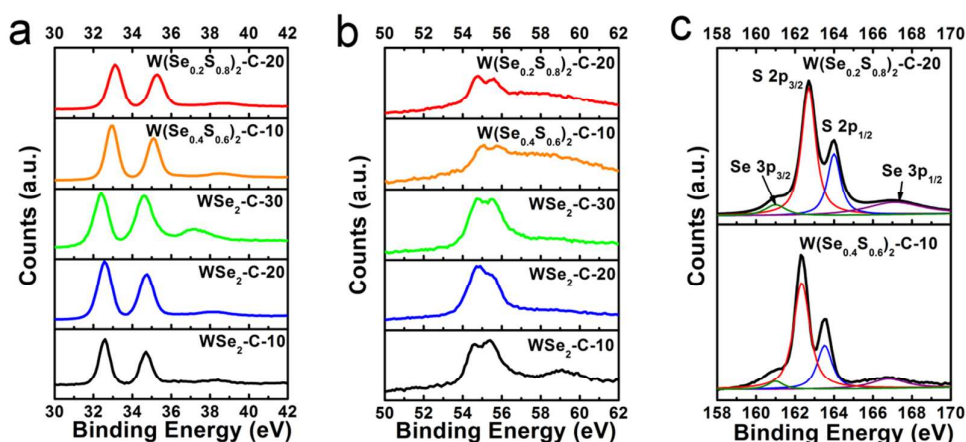 a
30 32 34 36 38 40 42
W(Se0.2S0.8)2-C-20
W(Se0.4S0.6)2-C-10
WSe2-C-30
WSe2-C-20
WSe2-C-10
Counts (a.u.)
30 32 34 36 38 40 42
Binding Energy (eV)
b
50 52 54 56 58 60 62
W(Se0.2S0.8)2-C-20
W(Se0.4S0.6)2-C-10
WSe2-C-30
WSe2-C-20
WSe2-C-10
Counts (a.u.)
50 52 54 56 58 60 62
Binding Energy (eV)
c
158 160 162 164 166 168 170
W(Se0.2S0.8)2-C-20
S 2p3/2
S 2p1/2
Se 3p3/2
Se 3p1/2
W(Se0.4S0.6)2-C-10
Counts (a.u.)
158 160 162 164 166 168 170
Binding Energy (eV)